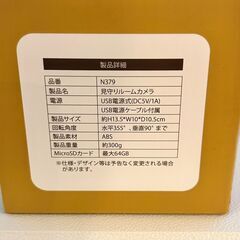 製品詳細
品番 N379
製品名 見守りルームカメラ
電源 USB電源式(DC5V/1A)
USB電源ケーブル付属
製品サイズ 約H13.5*W10*D10.5cm
回転角度 水平355°、垂直90°まで
製品素材 ABS
製品重量 約300g
MicroSDカード 最大64GB
※仕様・デザイン等は予告なく変更に
なる場合がございます。